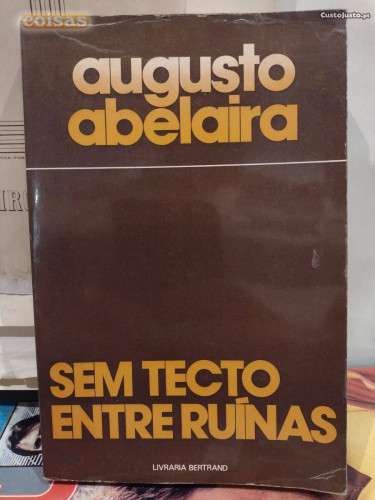 coisas
CustoJusto.pt
augusto
abelaira
SEM TECTO
ENTRE RUÍNAS
LIVRARIA BERTRAND